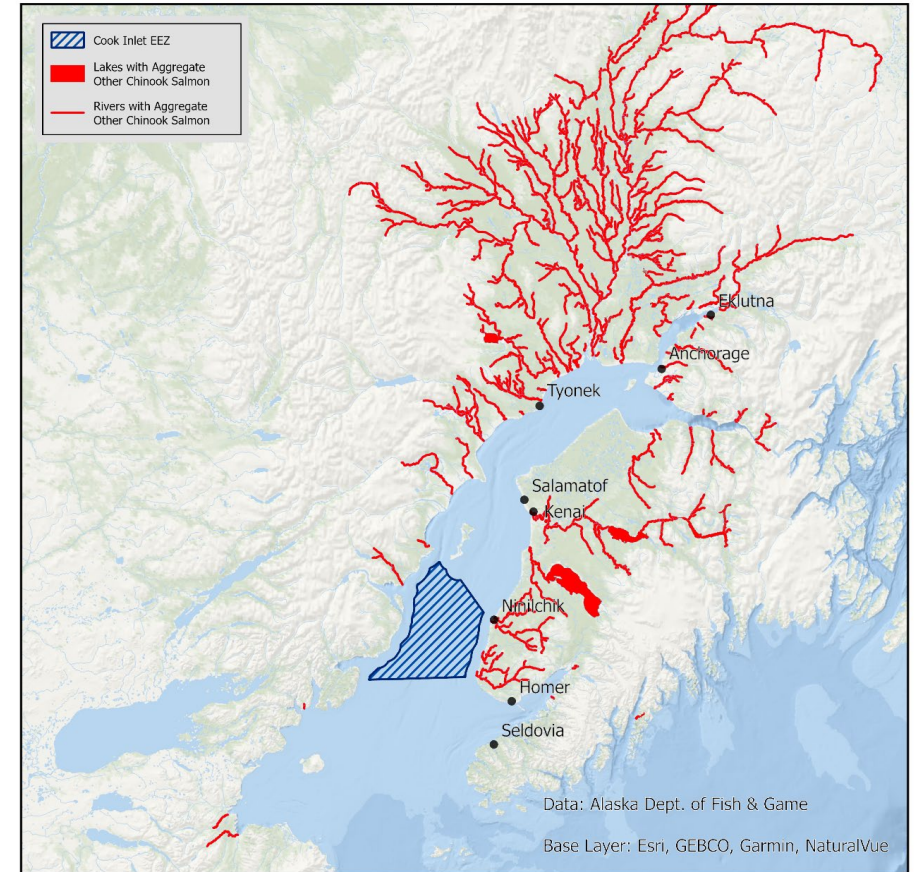 Cook Inlet EEZ
Lakes with Aggregate
Other Chinook Salmon
Rivers with Aggregate
Other Chinook Salmon
Eklutna
Anchorage
Tyonek
Salamatof
Kenai
Ninilchik
Homer
Seldovia
Data: Alaska Dept. of Fish & Game
Base Layer: Esri, GEBCO, Garmin, NaturalVue